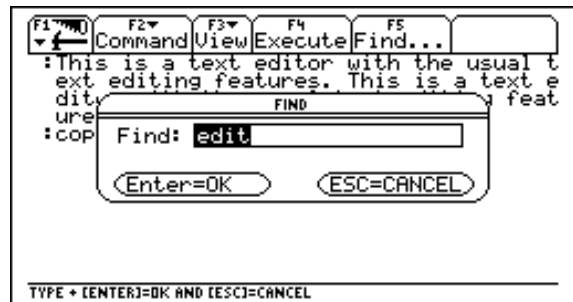 F1 F2 F3 F4 F5
Command View Execute Find...
:This is a text editor with the usual t
ext editing features. This is a text e
dit feat
ure
:cop
FIND
Find: edit
Enter=OK ESC=CANCEL
TYPE + [ENTER]=OK AND [ESC]=CANCEL